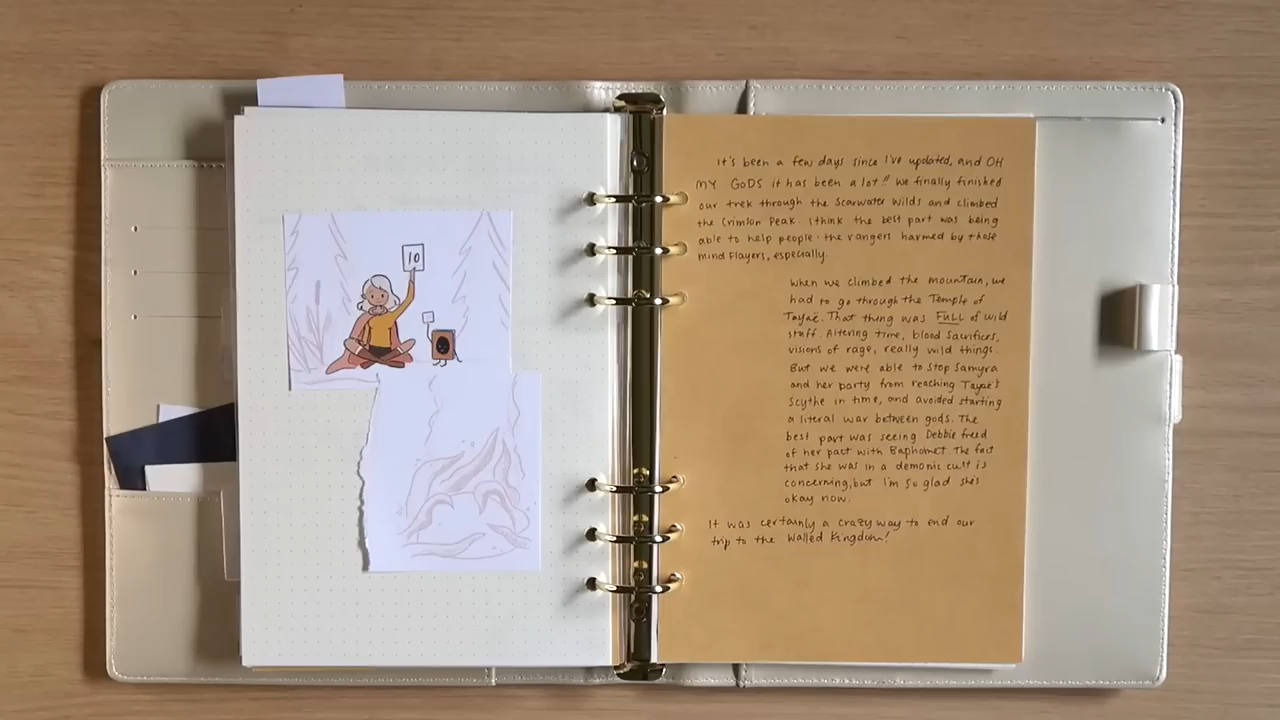 10
It's been a few days since I've updated, and OH
MY GODS it has been a lot!! We finally finished
our trek through the Scarwater Wilds and climbed
the Crimson Peak. I think the best part was being
able to help people - the rangers harmed by those
mind flayers, especially.
When we climbed the mountain, we
had to go through the Temple of
Tayaé. That thing was FULL of wild
stuff. Altering time, blood sacrifices,
visions of rage, really wild things.
But we were able to stop Samyra
and her party from reaching Tayaé's
Scythe in time, and avoided starting
a literal war between gods. The
best part was seeing Debbie freed
of her pact with Baphomet. The fact
that she was in a demonic cult is
concerning, but I'm so glad she's
okay now.
It was certainly a crazy way to end our
trip to the Walled Kingdom!